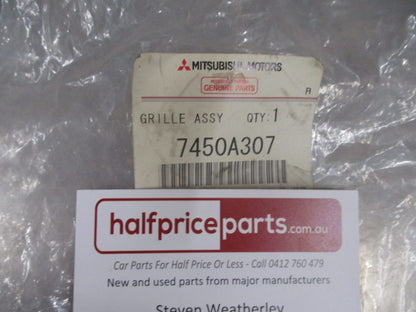 MITSUBISHI MOTORS
GENUINE PARTS
R
GRILLE ASSY QTY:1
7450A307
halfpriceparts.com.au
Car Parts For Half Price Or Less - Call 0412 760 479
New and used parts from major manufacturers
Steven Weatherley